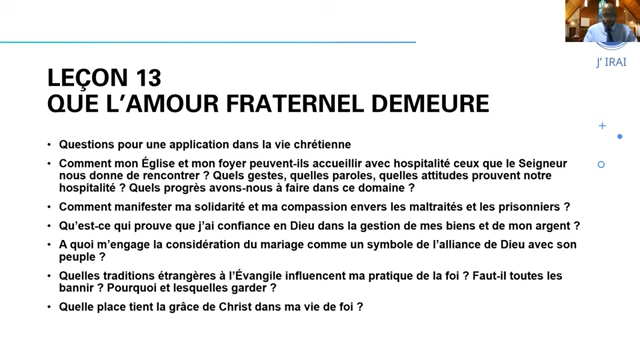 J' IRAI
LEÇON 13
QUE L'AMOUR FRATERNEL DEMEURE
• Questions pour une application dans la vie chrétienne
• Comment mon Église et mon foyer peuvent-ils accueillir avec hospitalité ceux que le Seigneur
nous donne de rencontrer ? Quels gestes, quelles paroles, quelles attitudes prouvent notre
hospitalité ? Quels progrès avons-nous à faire dans ce domaine ?
• Comment manifester ma solidarité et ma compassion envers les maltraités et les prisonniers ?
• Qu'est-ce qui prouve que j'ai confiance en Dieu dans la gestion de mes biens et de mon argent ?
• A quoi m'engage la considération du mariage comme un symbole de l'alliance de Dieu avec son
peuple ?
• Quelles traditions étrangères à l'Évangile influencent ma pratique de la foi ? Faut-il toutes les
bannir ? Pourquoi et lesquelles garder ?
• Quelle place tient la grâce de Christ dans ma vie de foi ?